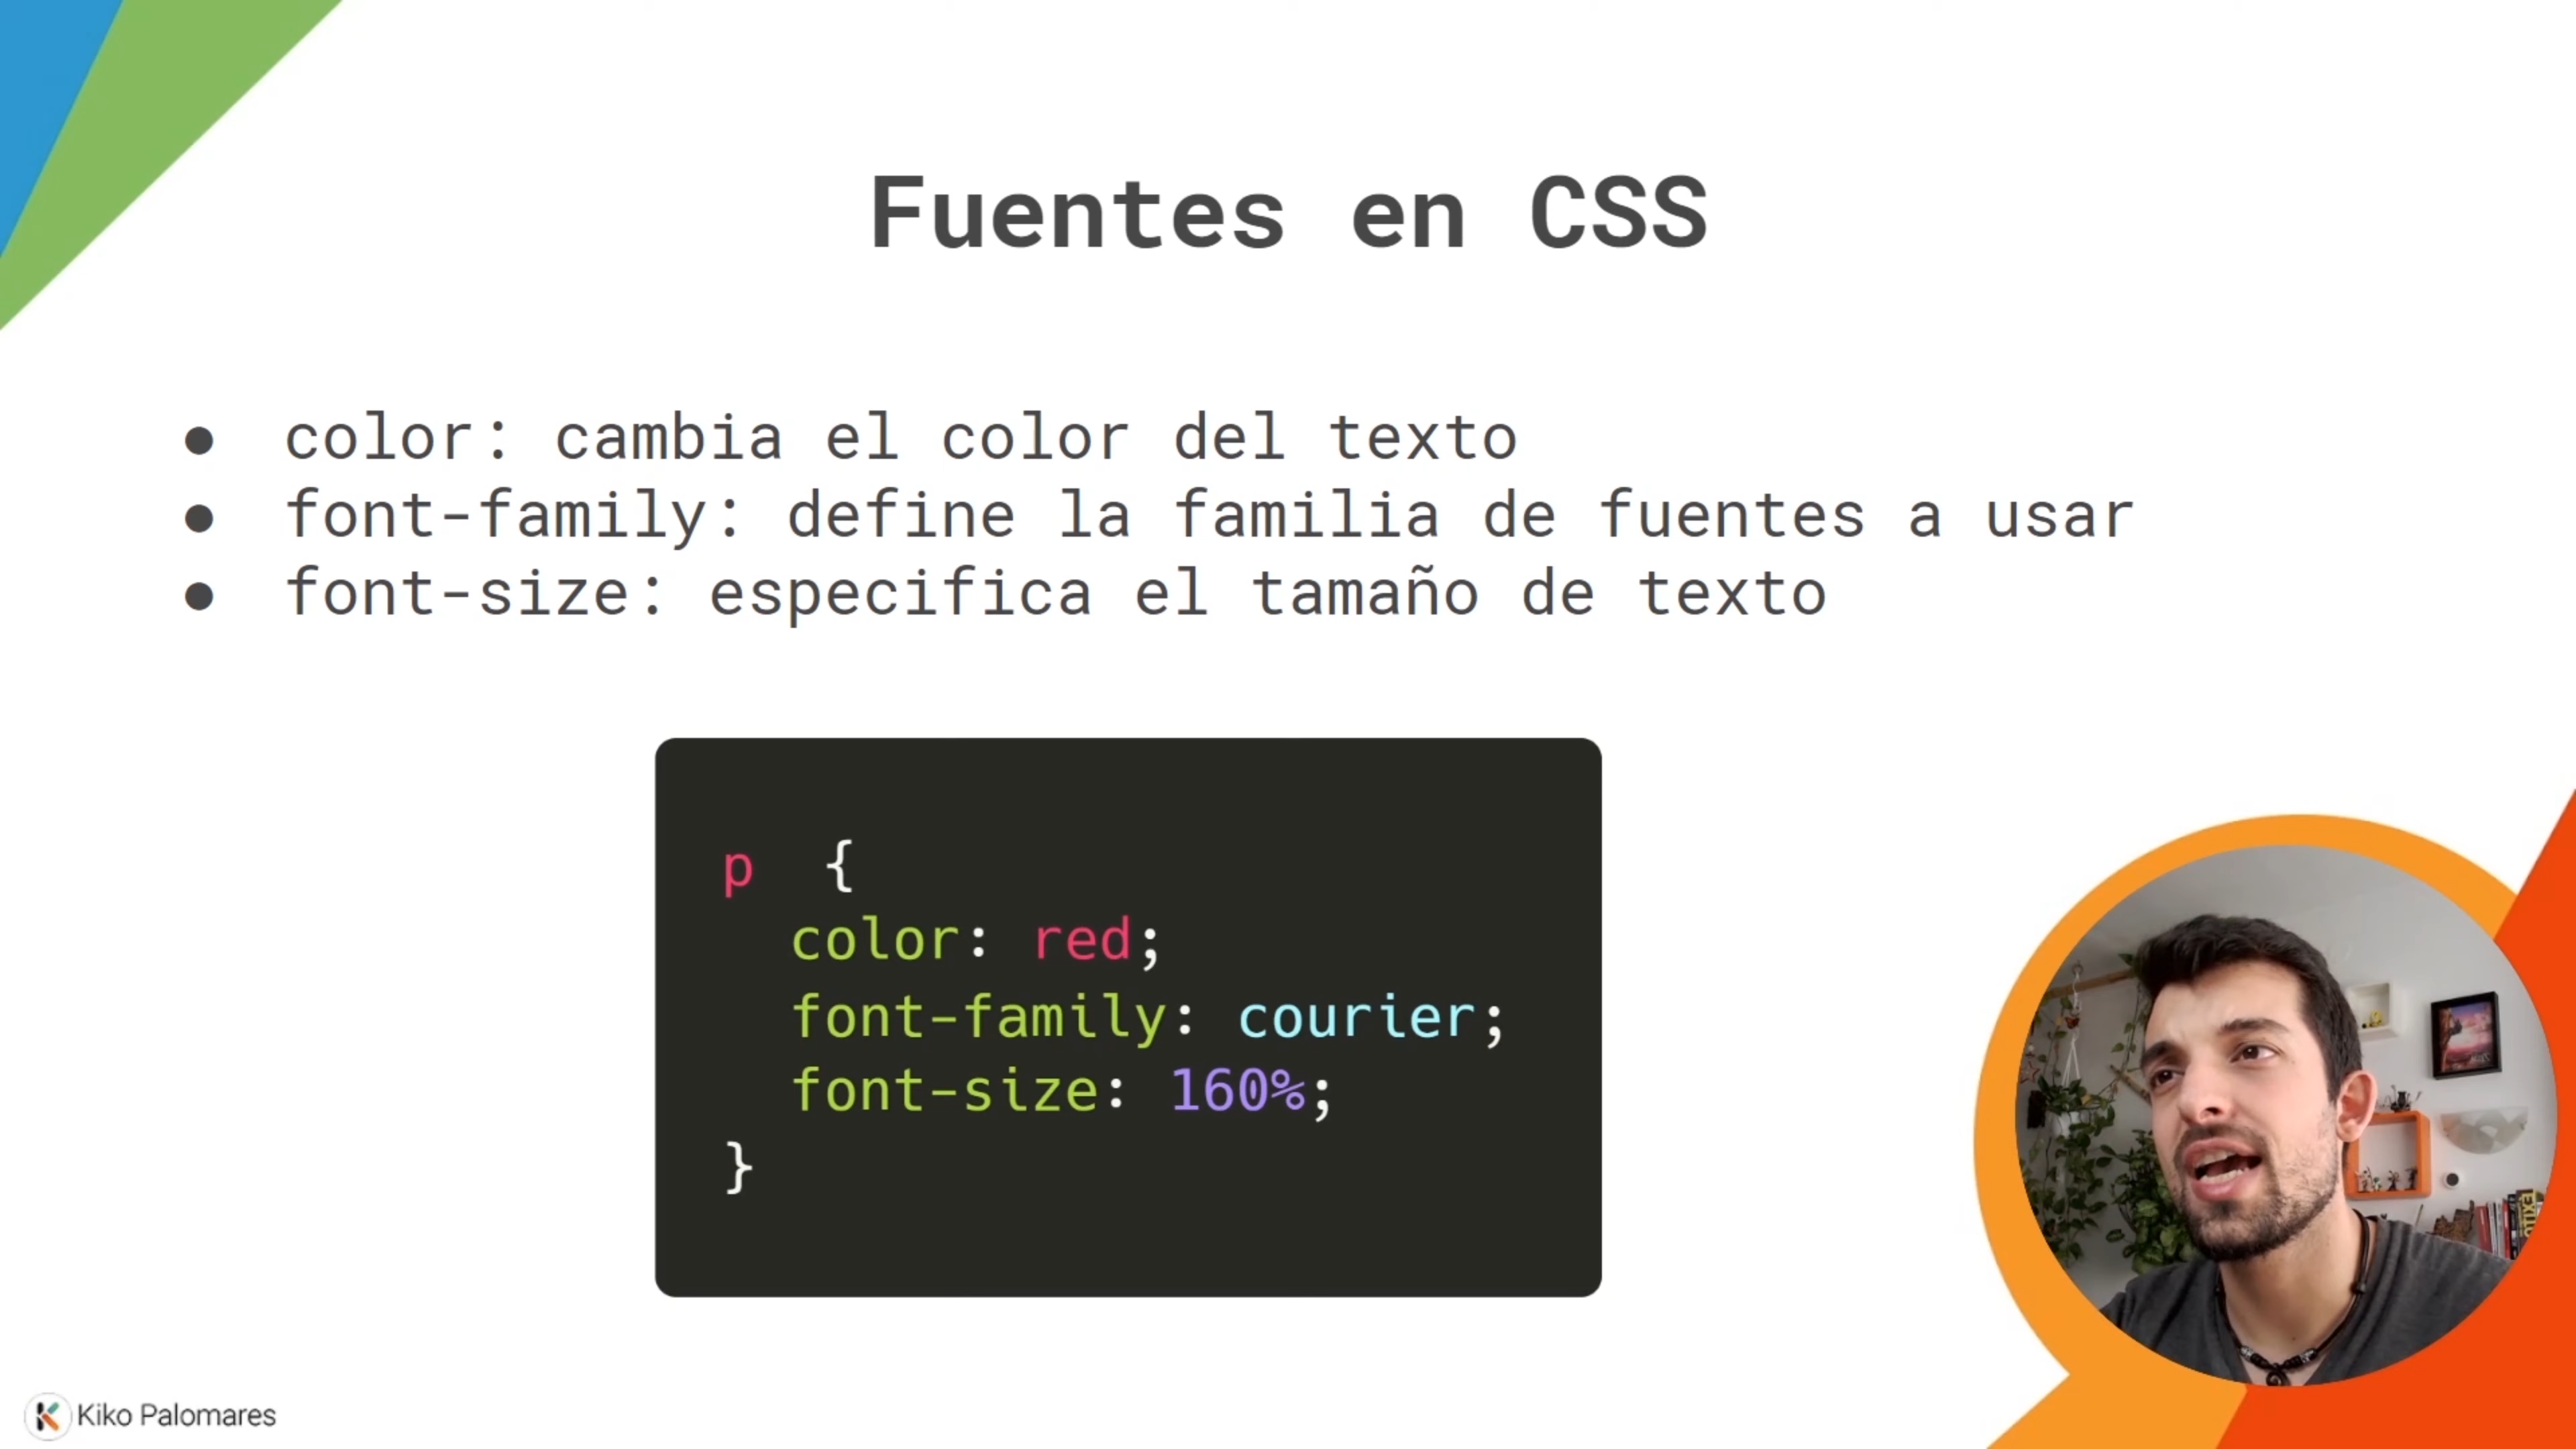 Fuentes en CSS
● color: cambia el color del texto
● font-family: define la familia de fuentes a usar
● font-size: especifica el tamaño de texto
p {
color: red;
font-family: courier;
font-size: 160%;
}
Kiko Palomares